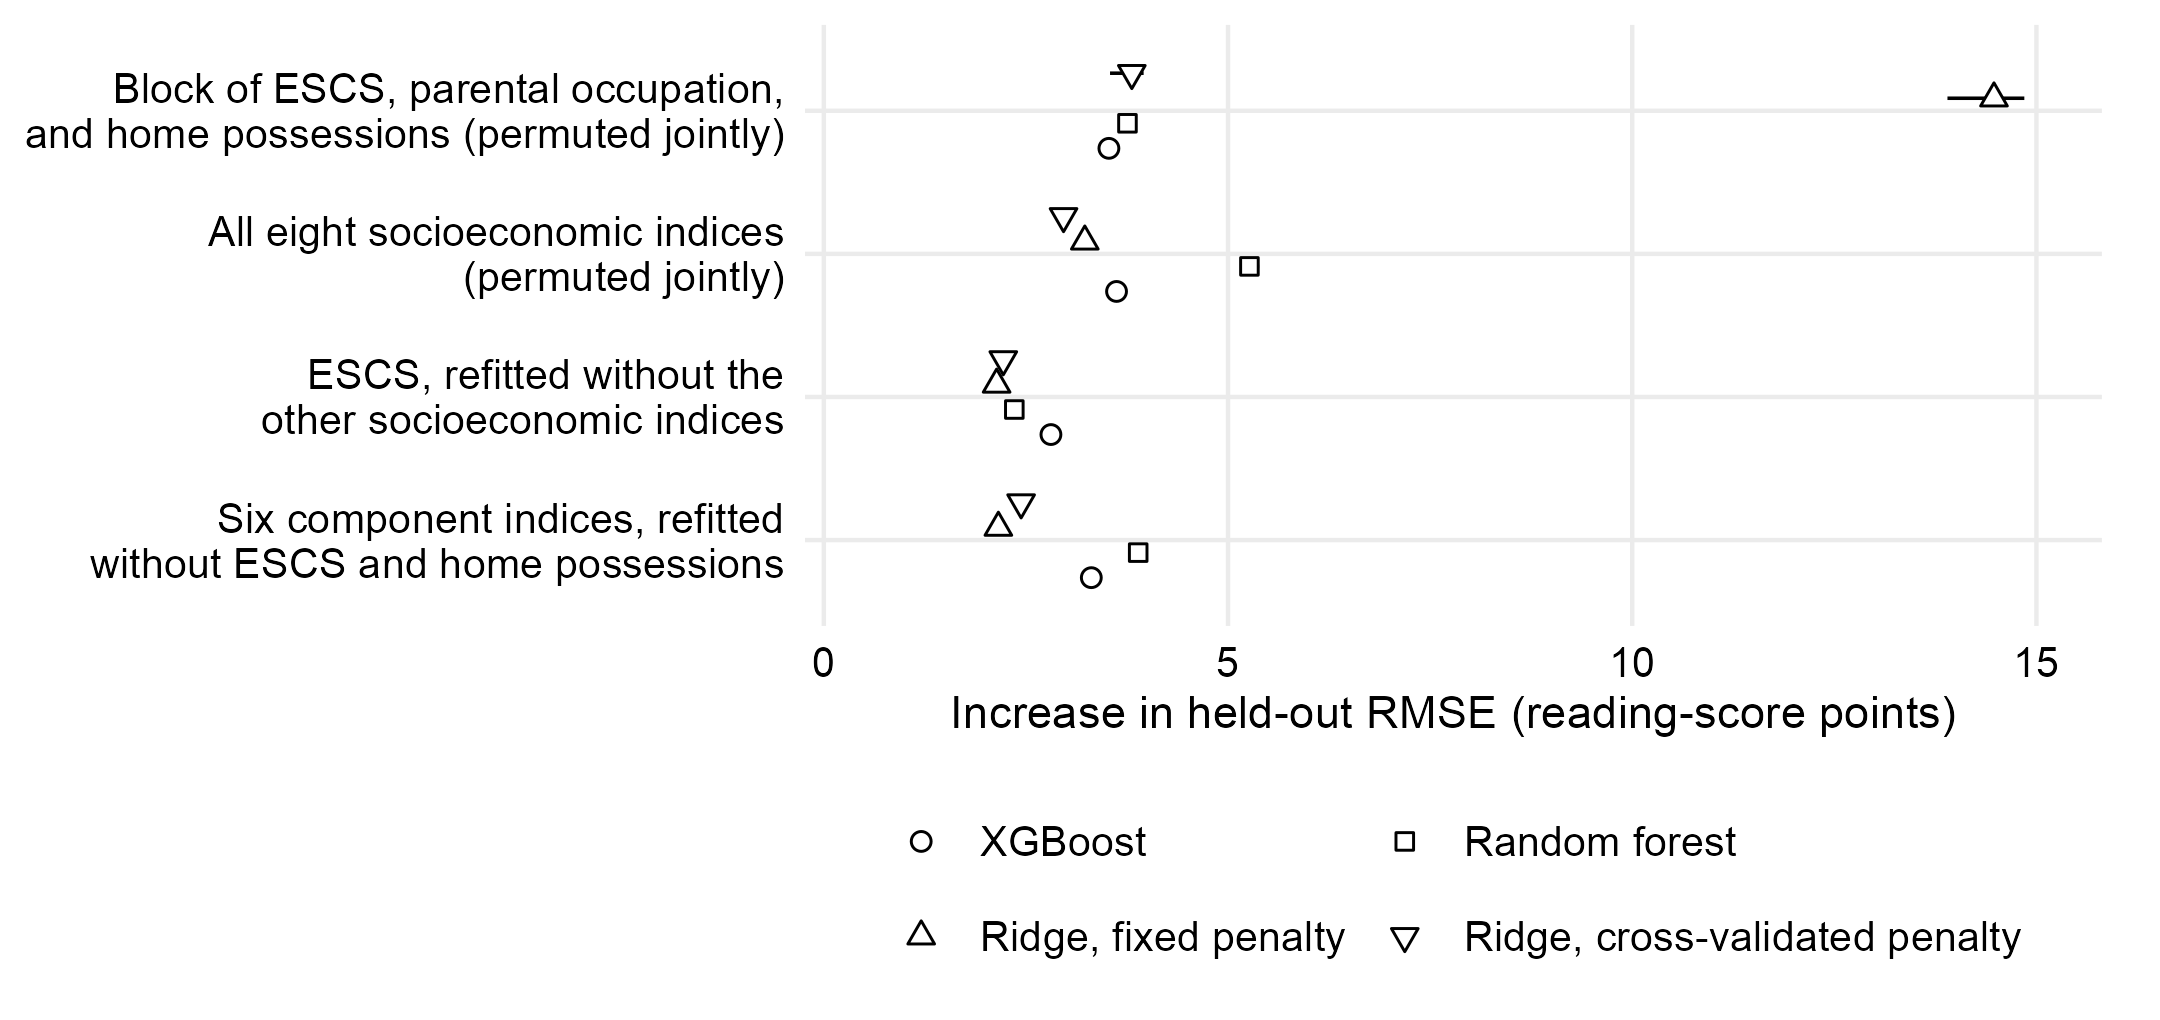 Block of ESCS, parental occupation,
and home possessions (permuted jointly)
All eight socioeconomic indices
(permuted jointly)
ESCS, refitted without the
other socioeconomic indices
Six component indices, refitted
without ESCS and home possessions
0 5 10 15
Increase in held-out RMSE (reading-score points)
XGBoost Random forest
Ridge, fixed penalty Ridge, cross-validated penalty